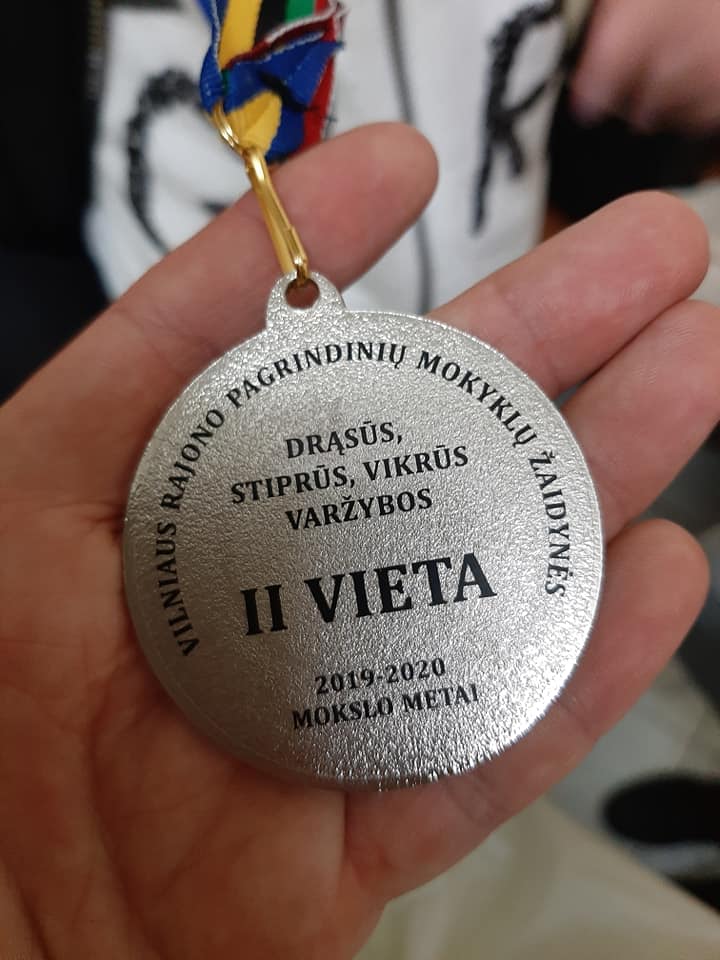 VILNIAUS RAJONO PAGRINDINIŲ MOKYKLŲ ŽAIDYNĖS
DRĄSŪS,
STIPRŪS, VIKRŪS
VARŽYBOS
II VIETA
2019-2020
MOKSLO METAI